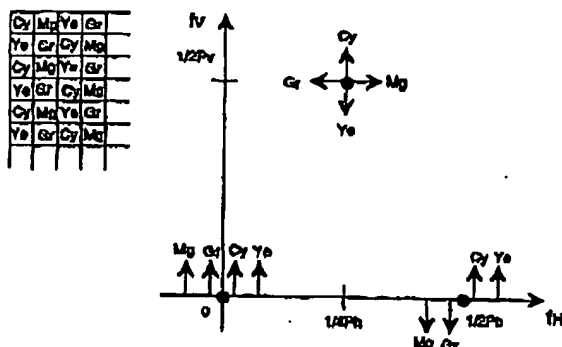 Cy Mg Ye Gr
Ye Gr Cy Mg
Cy Mg Ye Gr
Ye Gr Cy Mg
Cy Mg Ye Gr
Ye Gr Cy Mg
fV
1/2Pv
Cy
Gr
Mg
Ye
Mg Gr Cy Ye
Cy Ye
0
1/4Ph
1/2Ph
fH
Mg Gr